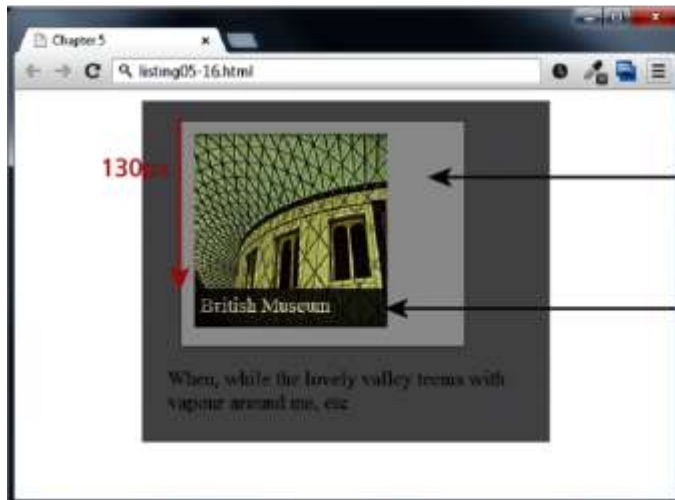 Chapter 5
listing05-16.html
130px
British Museum
When, while the lovely valley teems with
vapour around me, etc